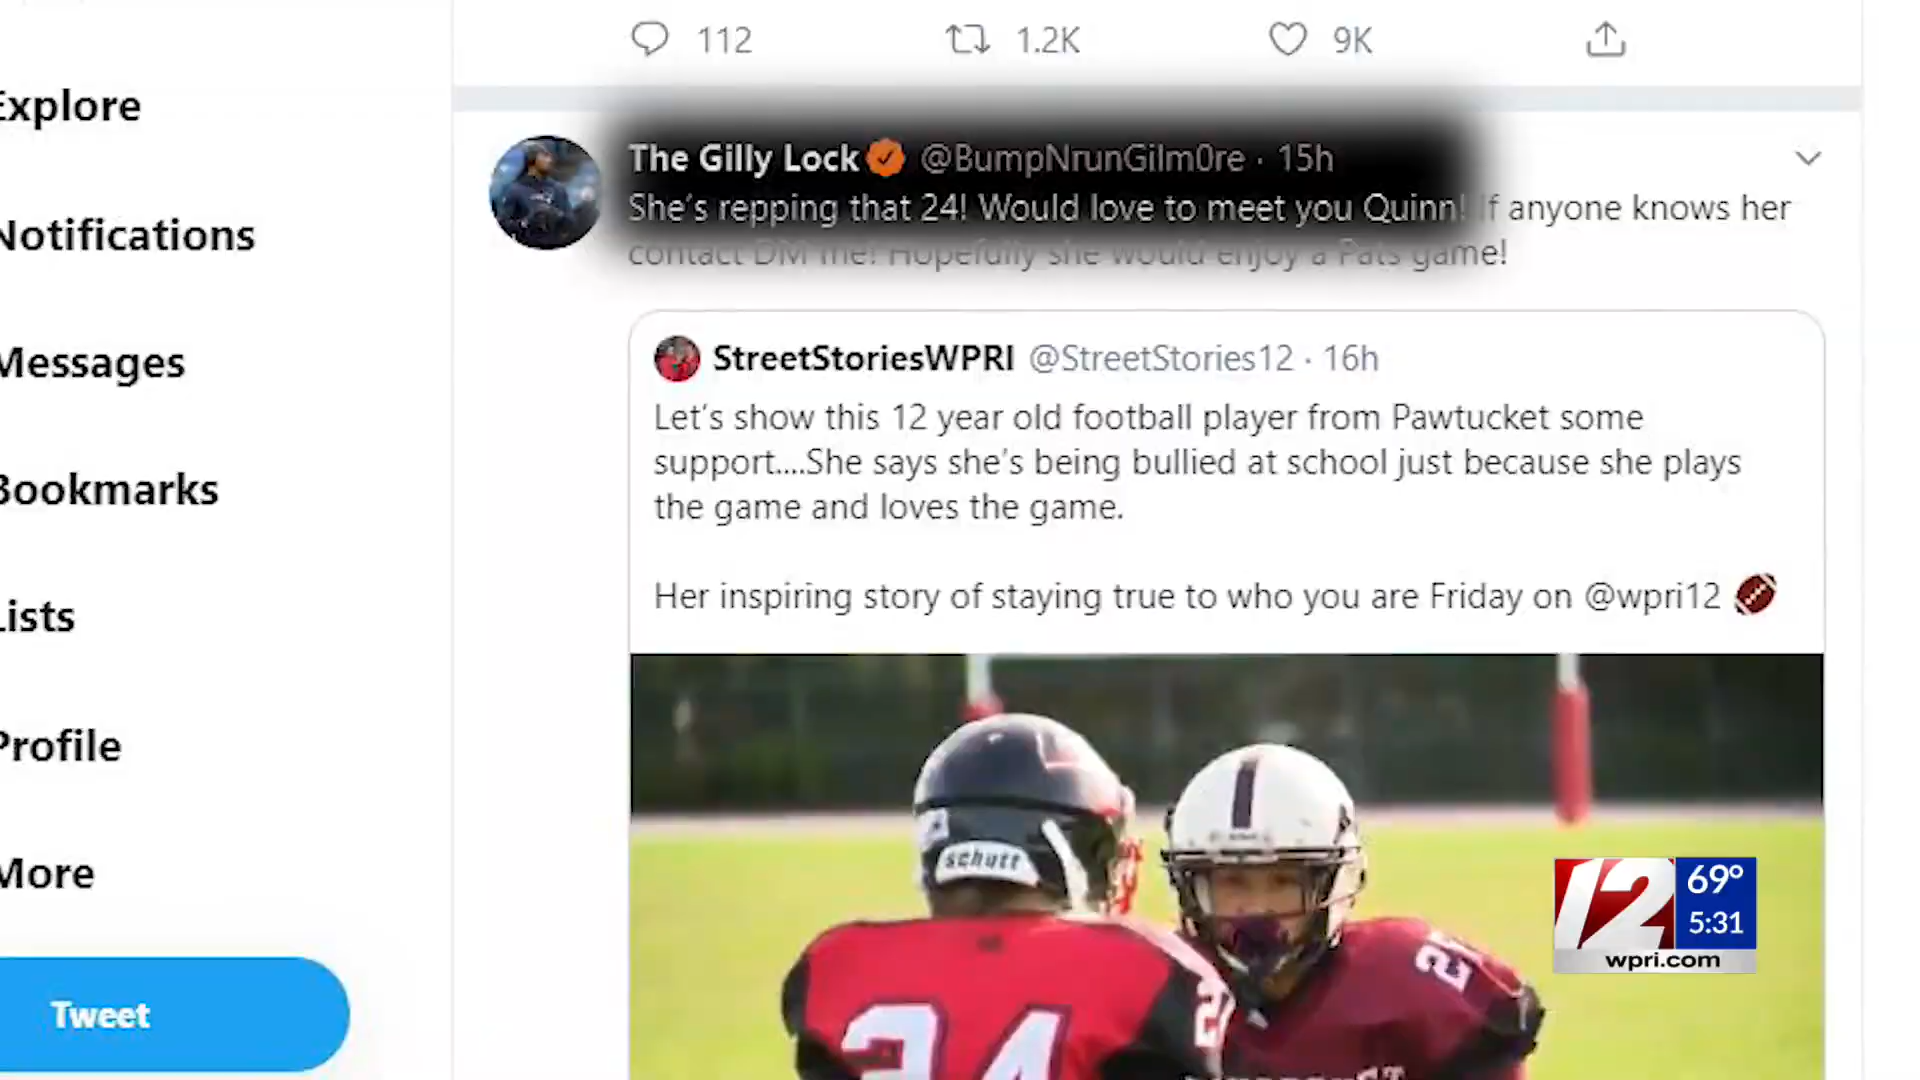 112 1.2K 9K
Explore
Notifications
Messages
Bookmarks
Lists
Profile
More
Tweet
The Gilly Lock @BumpNrunGilm0re · 15h
She's repping that 24! Would love to meet you Quinn! If anyone knows her
contact DM me! Hopefully she would enjoy a Pats game!
StreetStoriesWPRI @StreetStories12 · 16h
Let's show this 12 year old football player from Pawtucket some
support....She says she's being bullied at school just because she plays
the game and loves the game.
Her inspiring story of staying true to who you are Friday on @wpri12
schutt
24
12
69°
5:31
wpri.com